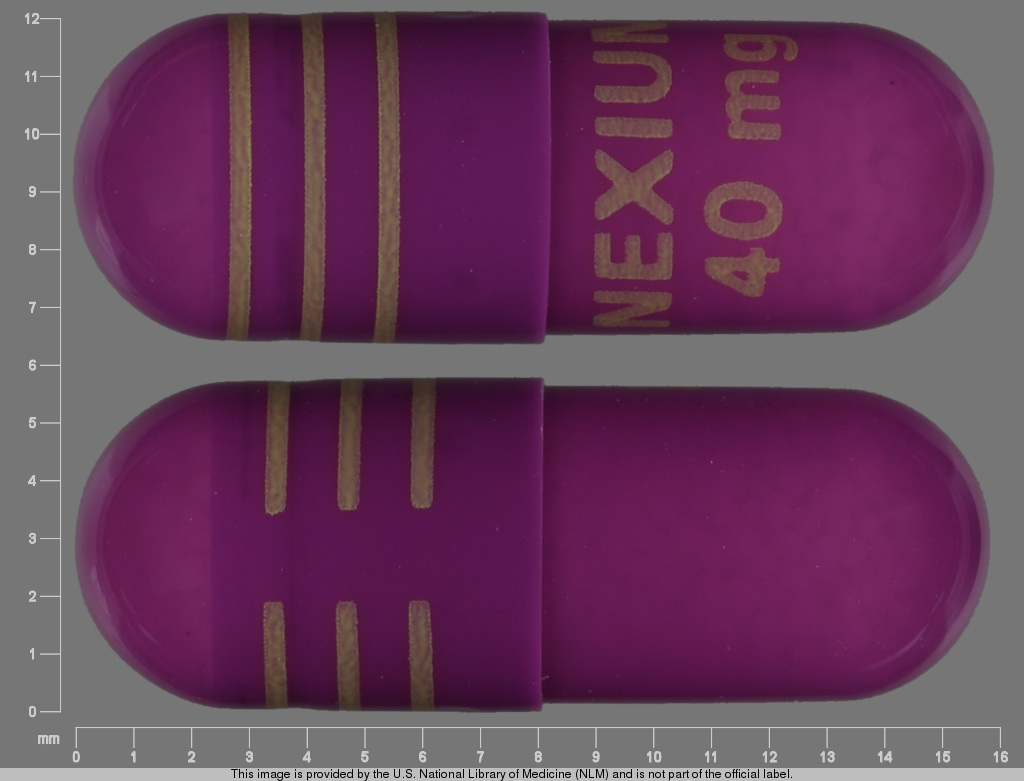 NEXIUM
40 mg
12
11
10
9
8
7
6
5
4
3
2
1
0
mm
0 1 2 3 4 5 6 7 8 9 10 11 12 13 14 15 16
This image is provided by the U.S. National Library of Medicine (NLM) and is not part of the official label.